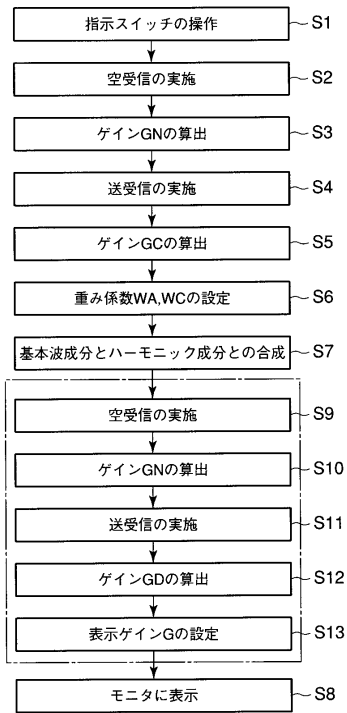 指示スイッチの操作 S1
空受信の実施 S2
ゲインGNの算出 S3
送受信の実施 S4
ゲインGCの算出 S5
重み係数WA,WCの設定 S6
基本波成分とハーモニック成分との合成 S7
空受信の実施 S9
ゲインGNの算出 S10
送受信の実施 S11
ゲインGDの算出 S12
表示ゲインGの設定 S13
モニタに表示 S8